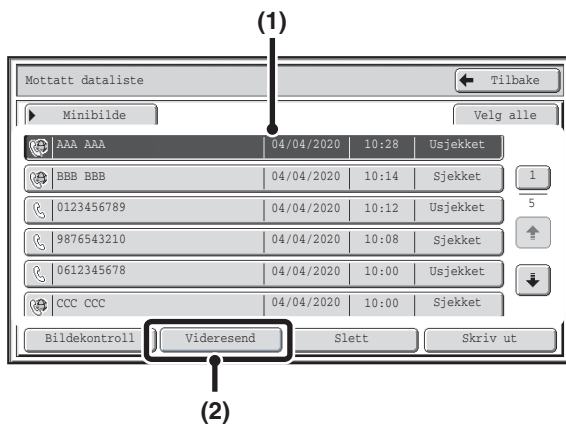 (1)
Mottatt dataliste
Tilbake
Minibilde
Velg alle
AAA AAA 04/04/2020 10:28 Usjekket
BBB BBB 04/04/2020 10:14 Sjekket
0123456789 04/04/2020 10:12 Usjekket
9876543210 04/04/2020 10:08 Sjekket
0612345678 04/04/2020 10:00 Usjekket
CCC CCC 04/04/2020 10:00 Sjekket
1
5
Bildekontroll Videresend Slett Skriv ut
(2)